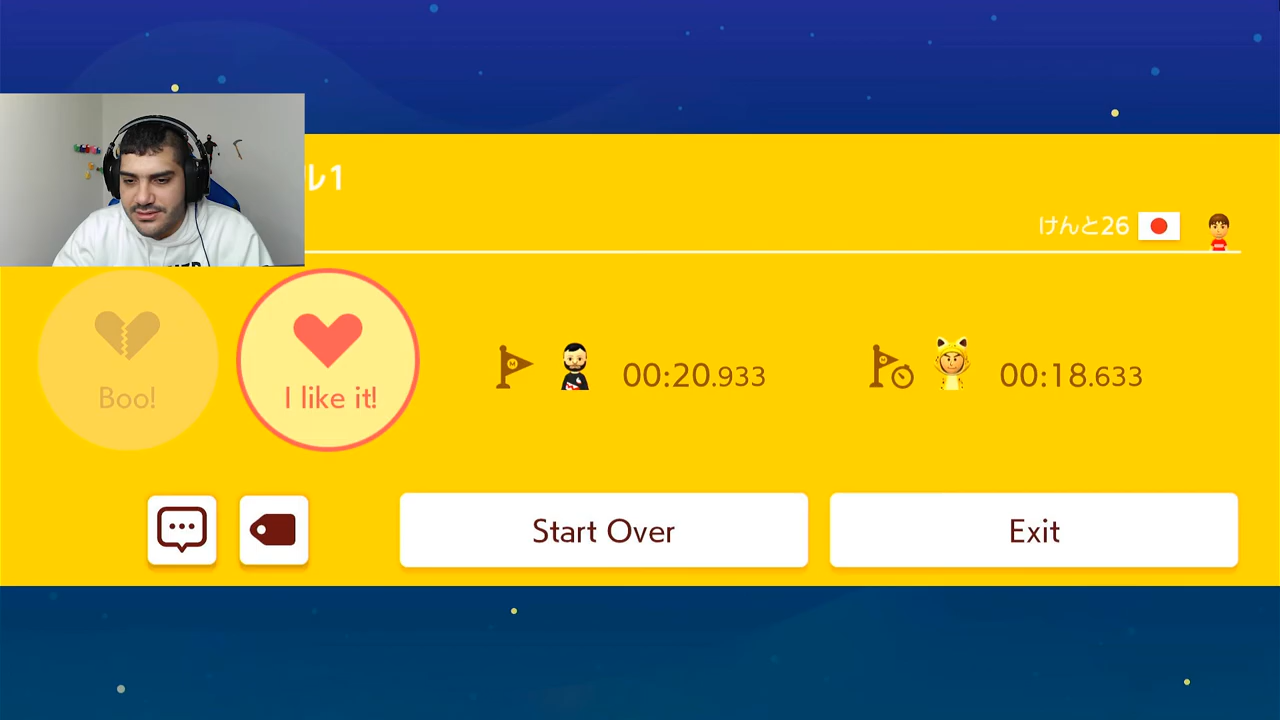 ル1
けんと26
Boo!
I like it!
00:20.933
00:18.633
Start Over
Exit